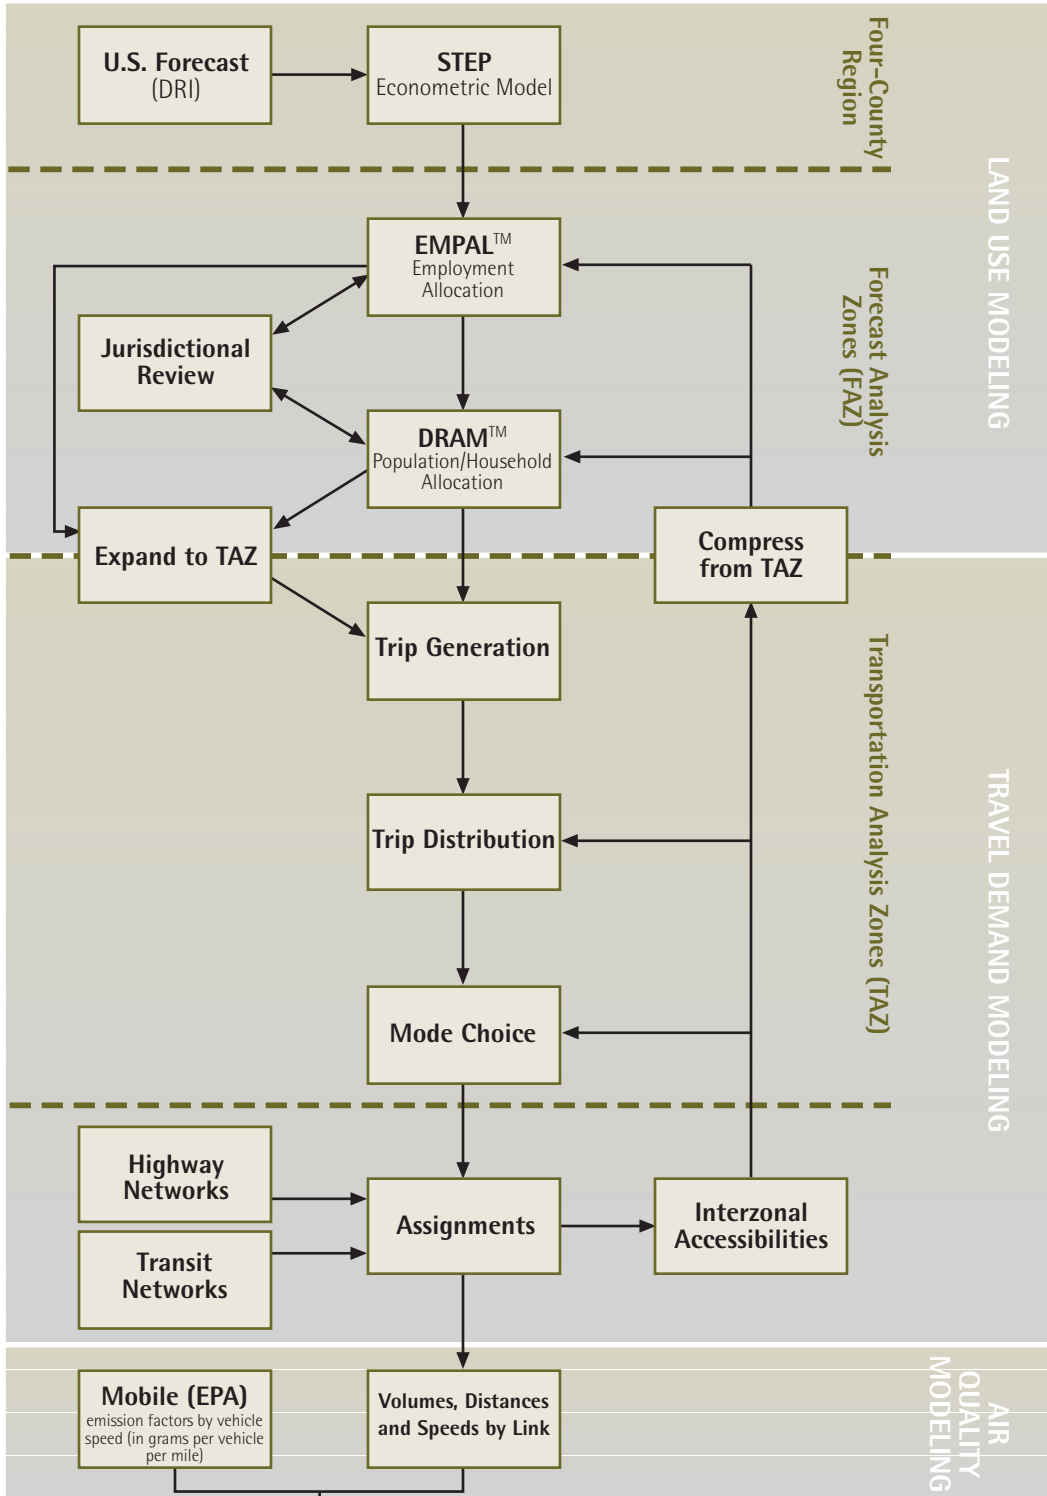 U.S. Forecast
(DRI)
STEP
Econometric Model
Four-County
Region
LAND USE MODELING
EMPAL™
Employment
Allocation
Jurisdictional
Review
Forecast Analysis
Zones (FAZ)
DRAM™
Population/Household
Allocation
Expand to TAZ
Compress
from TAZ
Trip Generation
Transportation Analysis Zones (TAZ)
TRAVEL DEMAND MODELING
Trip Distribution
Mode Choice
Highway
Networks
Transit
Networks
Assignments
Interzonal
Accessibilities
Mobile (EPA)
emission factors by vehicle
speed (in grams per vehicle
per mile)
Volumes, Distances
and Speeds by Link
AIR
QUALITY
MODELING